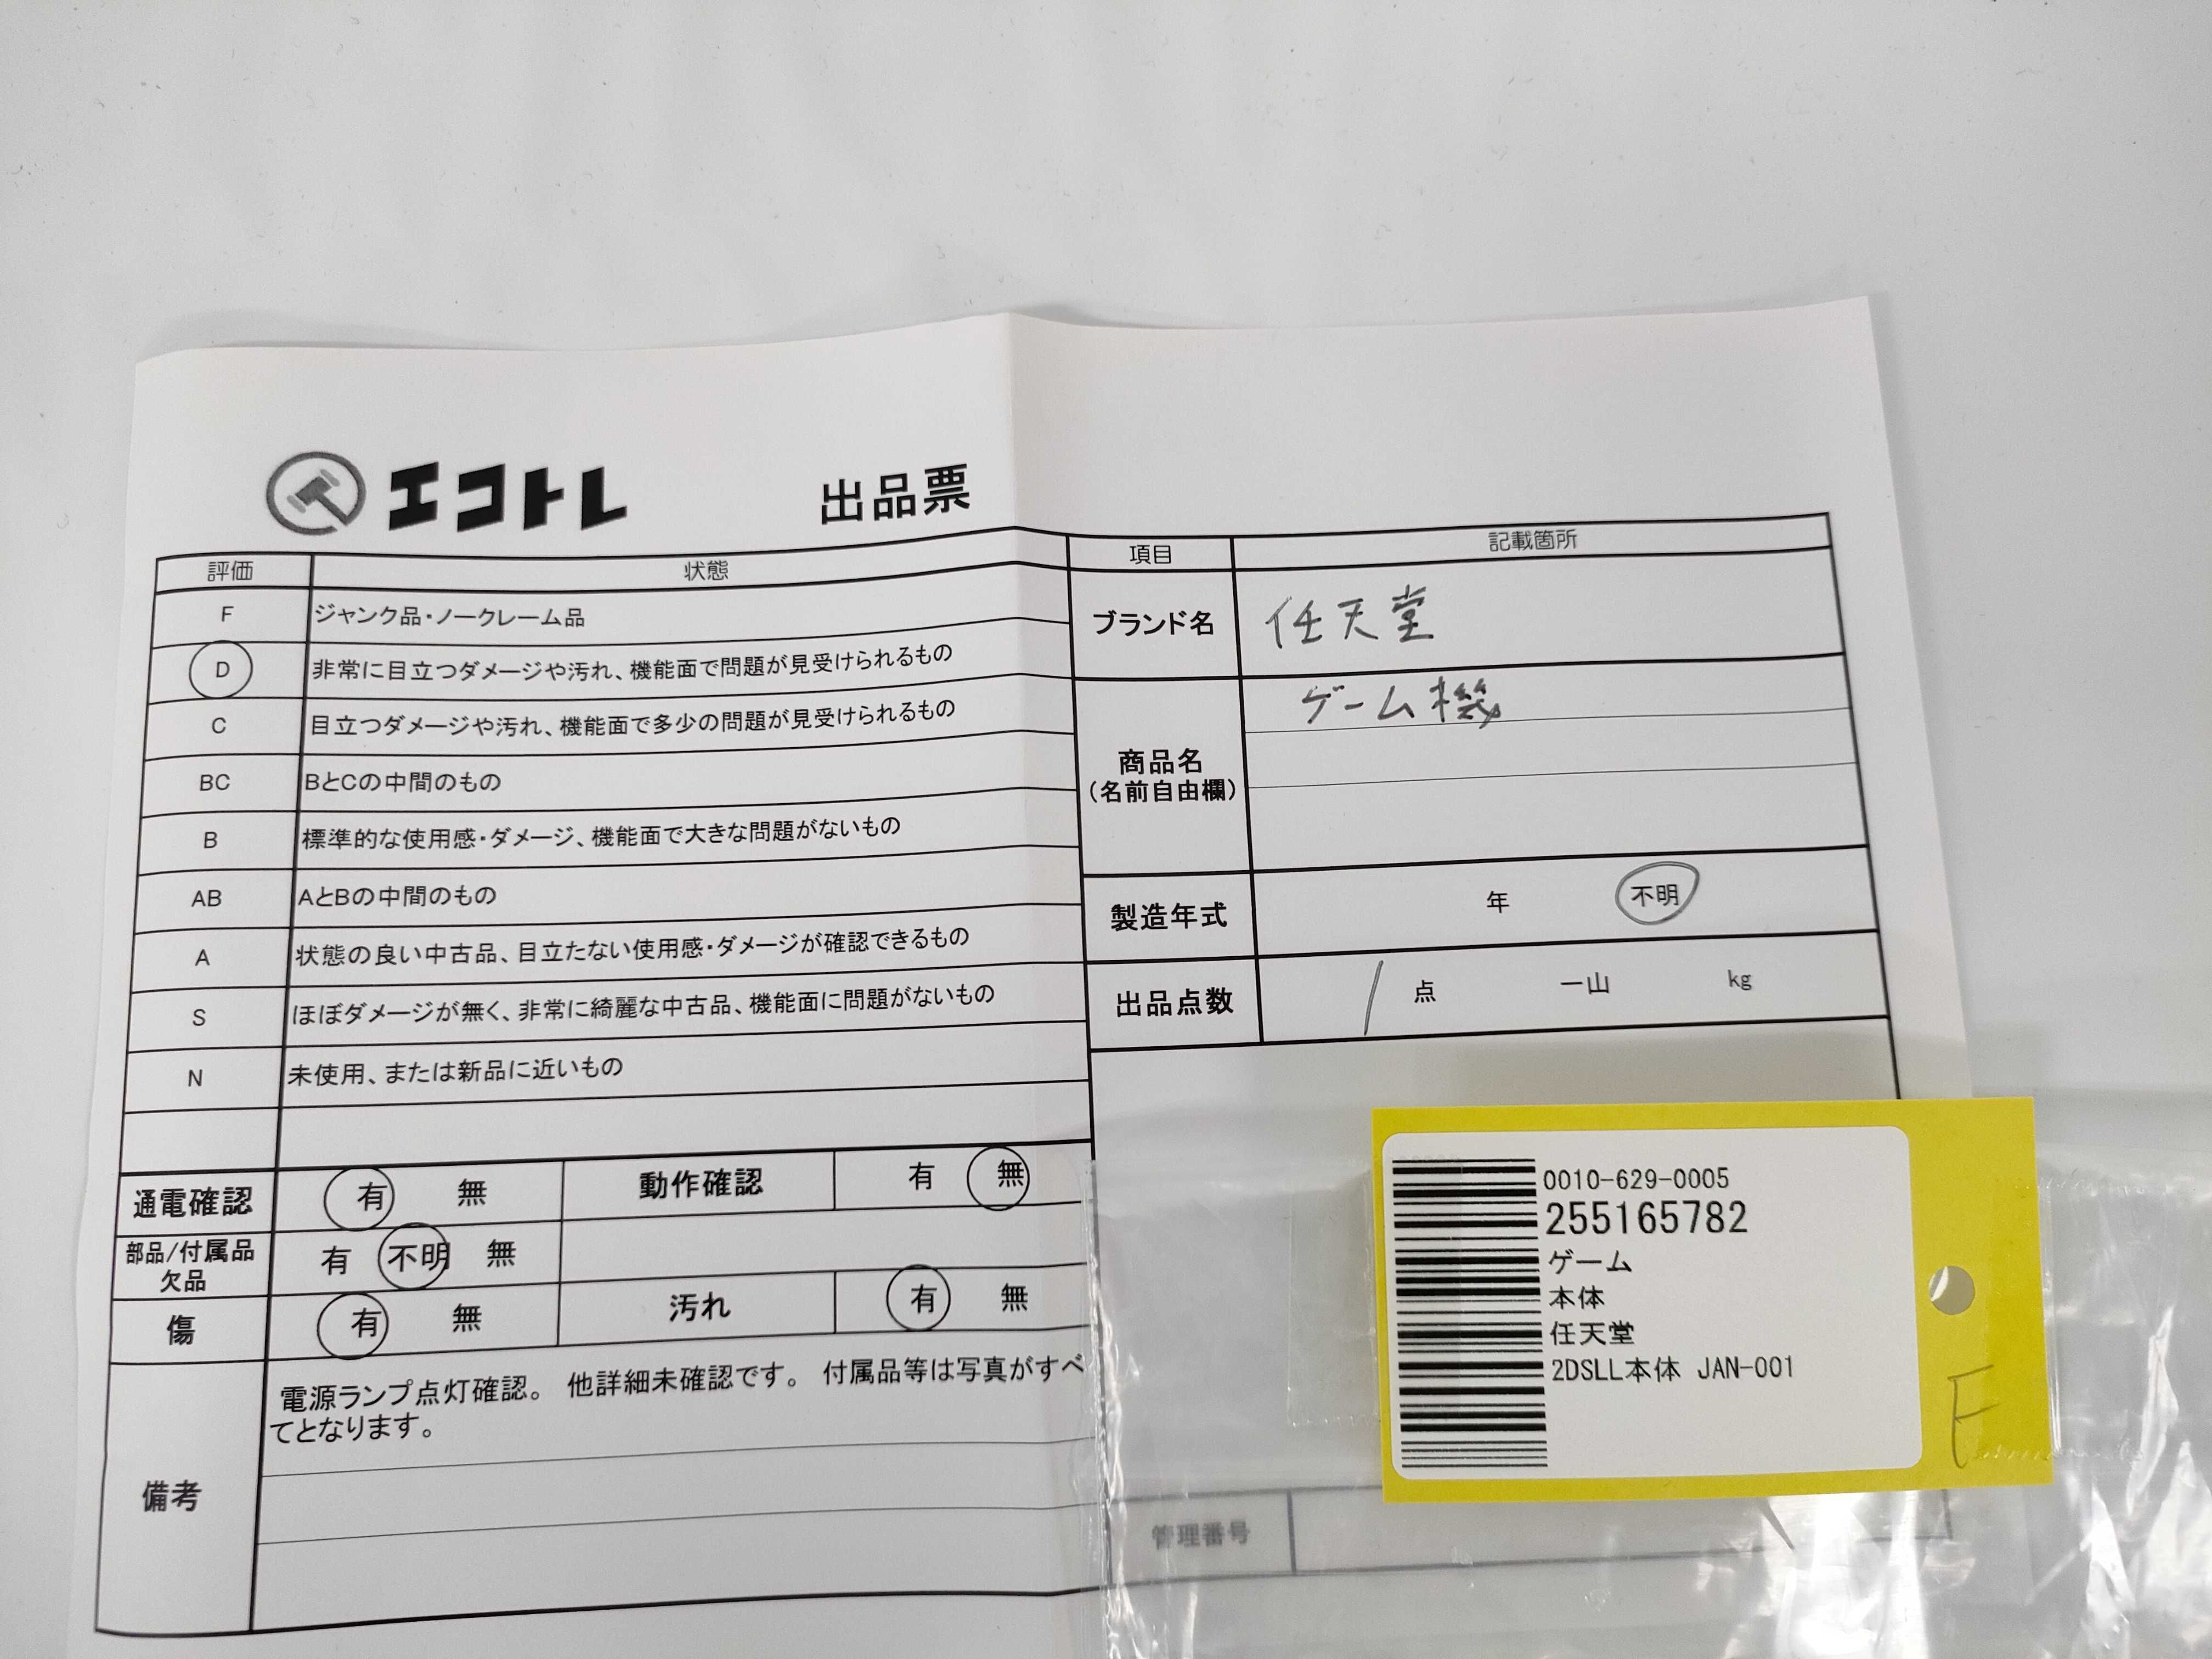 エコトレ 出品票
評価 状態
F ジャンク品・ノークレーム品
D 非常に目立つダメージや汚れ、機能面で問題が見受けられるもの
C 目立つダメージや汚れ、機能面で多少の問題が見受けられるもの
BC BとCの中間のもの
B 標準的な使用感・ダメージ、機能面で大きな問題がないもの
AB AとBの中間のもの
A 状態の良い中古品、目立たない使用感・ダメージが確認できるもの
S ほぼダメージが無く、非常に綺麗な中古品、機能面に問題がないもの
N 未使用、または新品に近いもの
通電確認 有 無 動作確認 有 無
部品/付属品
欠品 有 不明 無
傷 有 無 汚れ 有 無
備考
電源ランプ点灯確認。 他詳細未確認です。 付属品等は写真がすべ
てとなります。
項目 記載箇所
ブランド名 任天堂
商品名
(名前自由欄) ゲーム機
製造年式 年 不明
出品点数 1 点 一山 kg
管理番号
0010-629-0005
255165782
ゲーム
本体
任天堂
2DSLL本体 JAN-001
F